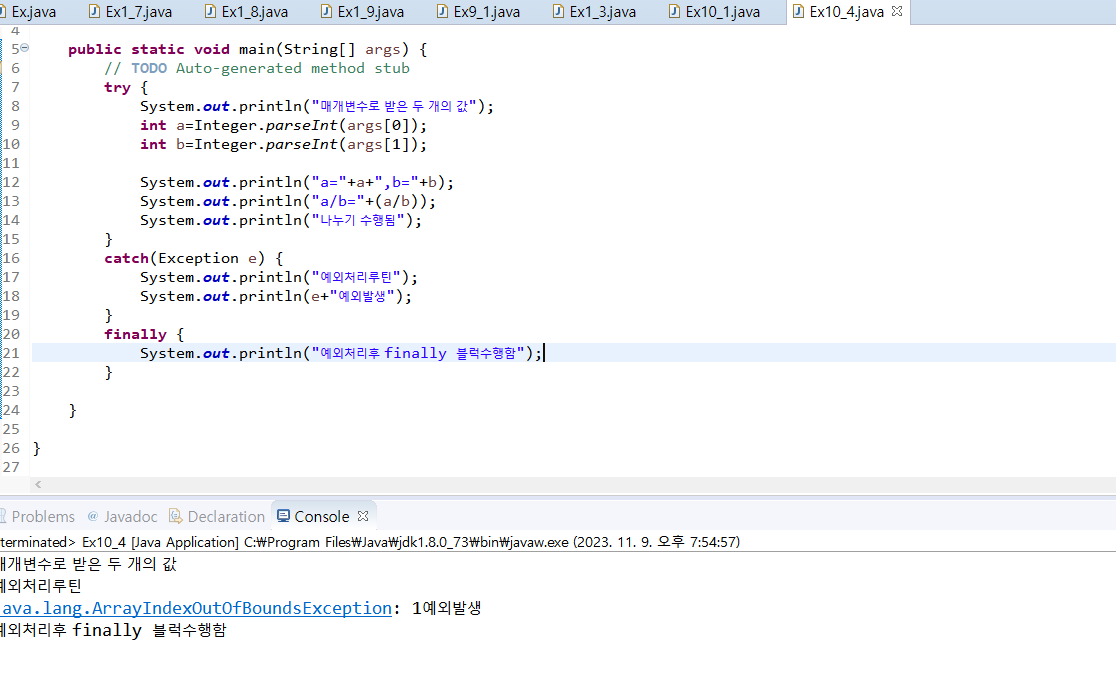 Ex.java Ex1_7.java Ex1_8.java Ex1_9.java Ex9_1.java Ex1_3.java Ex10_1.java Ex10_4.java
4
5 public static void main(String[] args) {
6 // TODO Auto-generated method stub
7 try {
8 System.out.println("매개변수로 받은 두 개의 값");
9 int a=Integer.parseInt(args[0]);
10 int b=Integer.parseInt(args[1]);
11
12 System.out.println("a="+a+",b="+b);
13 System.out.println("a/b="+(a/b));
14 System.out.println("나누기 수행됨");
15 }
16 catch(Exception e) {
17 System.out.println("예외처리루틴");
18 System.out.println(e+"예외발생");
19 }
20 finally {
21 System.out.println("예외처리후 finally 블럭수행함");
22 }
23
24 }
25
26 }
27
Problems @ Javadoc Declaration Console
terminated> Ex10_4 [Java Application] C:₩Program Files₩Java₩jdk1.8.0_73₩bin₩javaw.exe (2023. 11. 9. 오후 7:54:57)
매개변수로 받은 두 개의 값
예외처리루틴
ava.lang.ArrayIndexOutOfBoundsException: 1예외발생
예외처리후 finally 블럭수행함